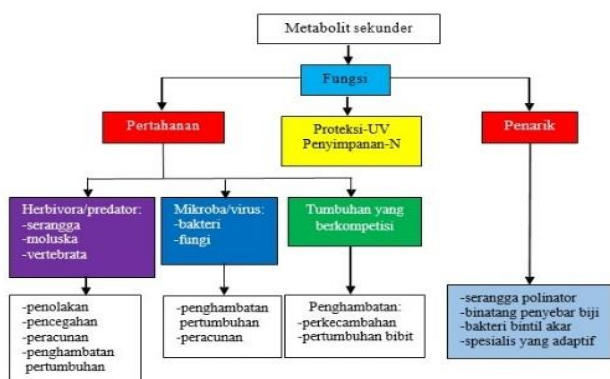 Metabolit sekunder
Fungsi
Pertahanan
Proteksi-UV
Penyimpanan-N
Penarik
Herbivora/predator:
-serangga
-moluska
-vertebrata
Mikroba/virus:
-bakteri
-fungi
Tumbuhan yang
berkompetisi
-penolakan
-pencegahan
-peracunan
-penghambatan
pertumbuhan
-penghambatan
pertumbuhan
-peracunan
Penghambatan:
-perkecambahan
-pertumbuhan bibit
-serangga polinator
-binatang penyebar biji
-bakteri bintil akar
-spesialis yang adaptif